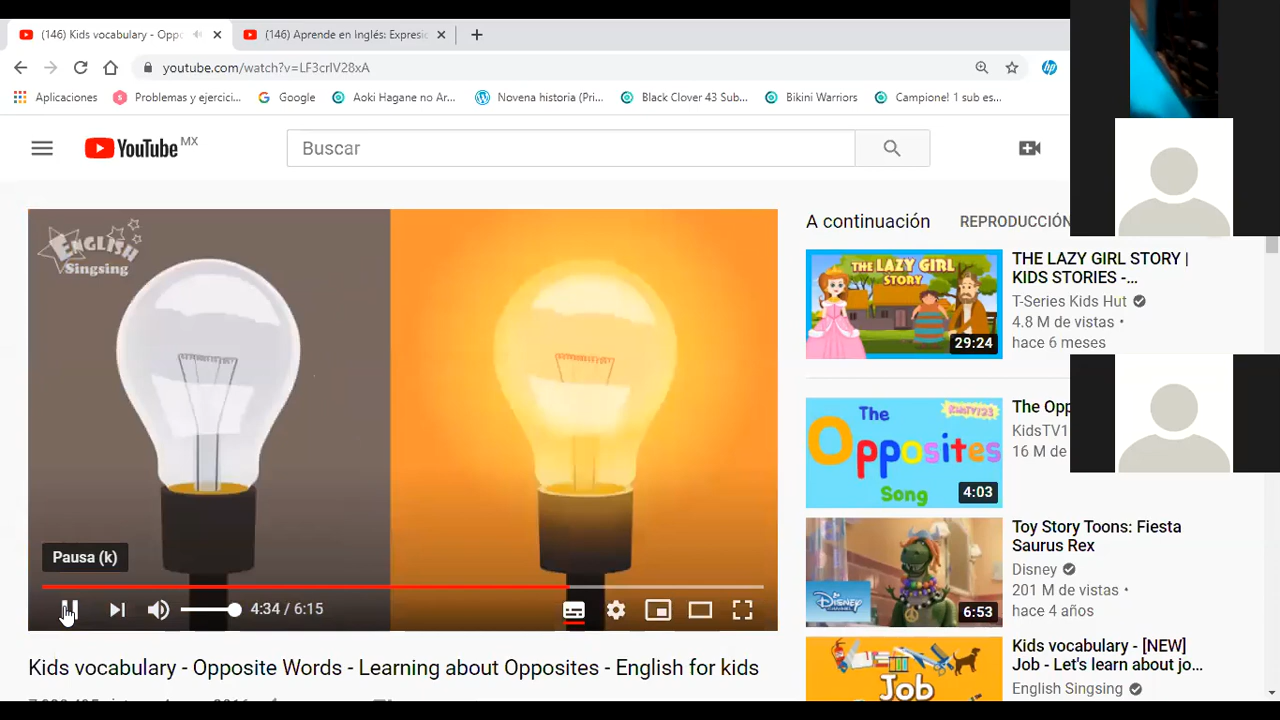 (146) Kids vocabulary - Oppo
(146) Aprende en Inglés: Expresi
youtube.com/watch?v=LF3crlV28xA
Aplicaciones
Problemas y ejercici...
Google
Aoki Hagane no Ar...
Novena historia (Pri...
Black Clover 43 Sub...
Bikini Warriors
Campione! 1 sub es...
YouTube MX
Buscar
ENGLISH
Singsing
Pausa (k)
4:34 / 6:15
Kids vocabulary - Opposite Words - Learning about Opposites - English for kids
A continuación
REPRODUCCIÓN
THE LAZY GIRL
STORY
29:24
THE LAZY GIRL STORY |
KIDS STORIES -...
T-Series Kids Hut
4.8 M de vistas •
hace 6 meses
The
Opposites
Song
KidsTV123
4:03
The Opp
KidsTV1
16 M de
Disney
6:53
Toy Story Toons: Fiesta
Saurus Rex
Disney
201 M de vistas •
hace 4 años
Job
Kids vocabulary - [NEW]
Job - Let's learn about jo...
English Singsing